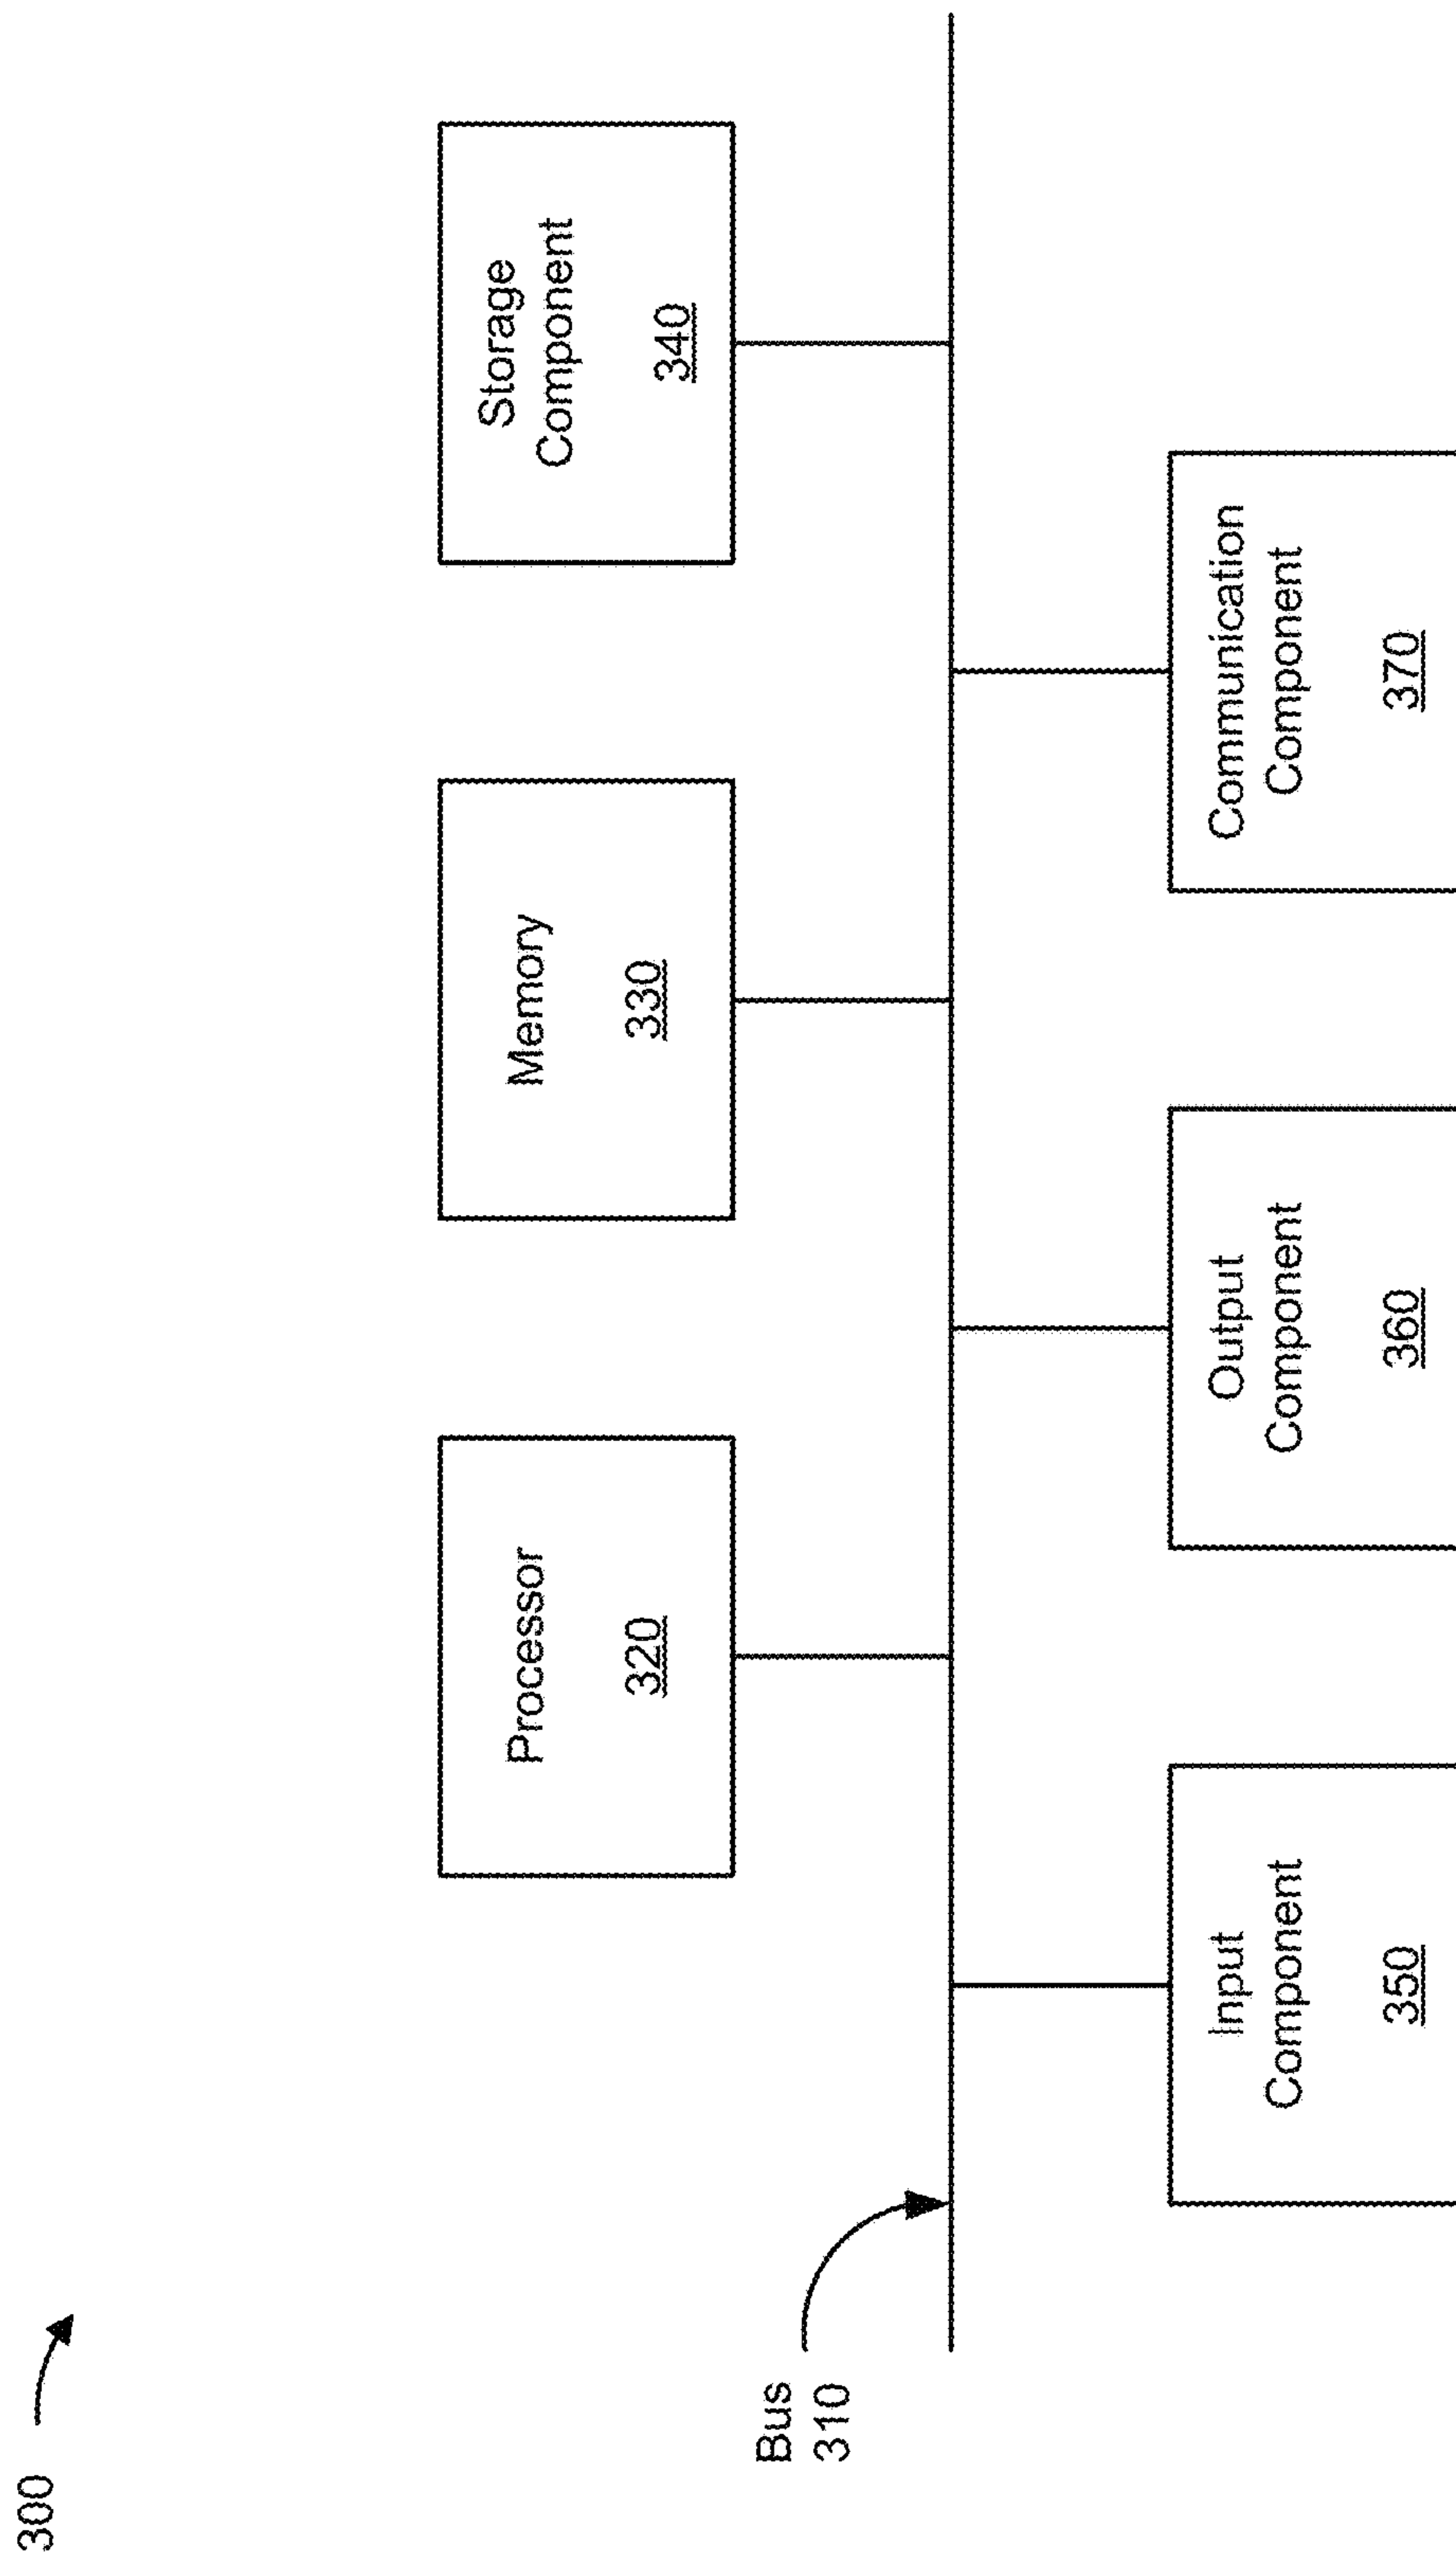 300
Processor
320
Memory
330
Storage
Component
340
Bus
310
Input
Component
350
Output
Component
360
Communication
Component
370